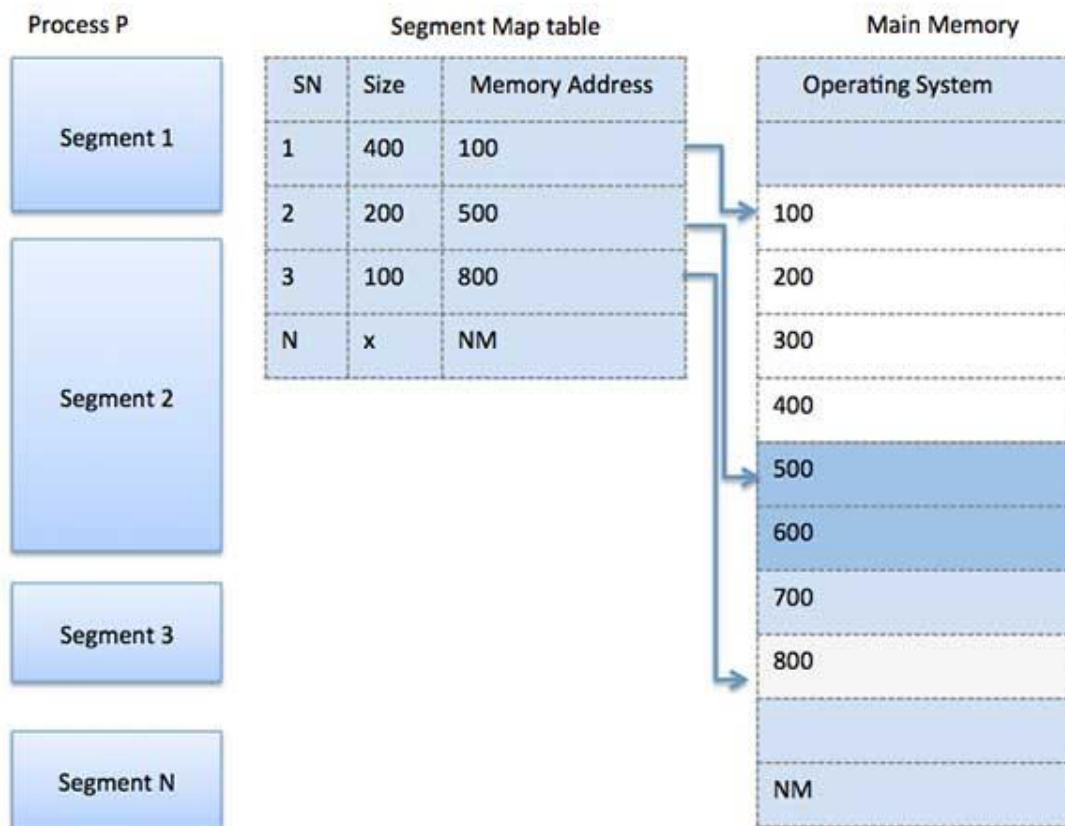 Process P
Segment 1
Segment 2
Segment 3
Segment N
Segment Map table
SN Size Memory Address
1 400 100
2 200 500
3 100 800
N x NM
Main Memory
Operating System
100
200
300
400
500
600
700
800
NM